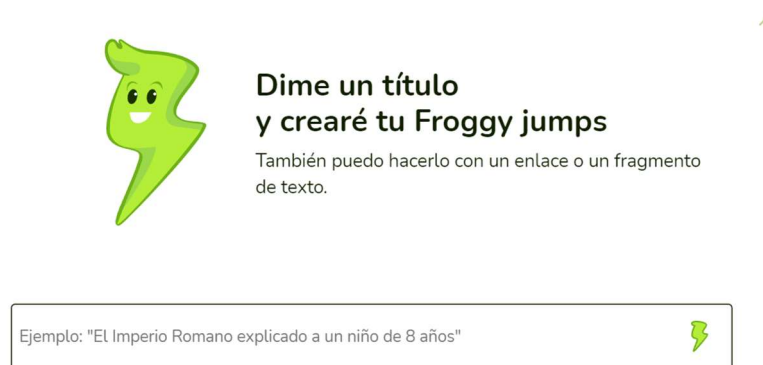 Dime un título
y crearé tu Froggy jumps
También puedo hacerlo con un enlace o un fragmento
de texto.
Ejemplo: "El Imperio Romano explicado a un niño de 8 años"